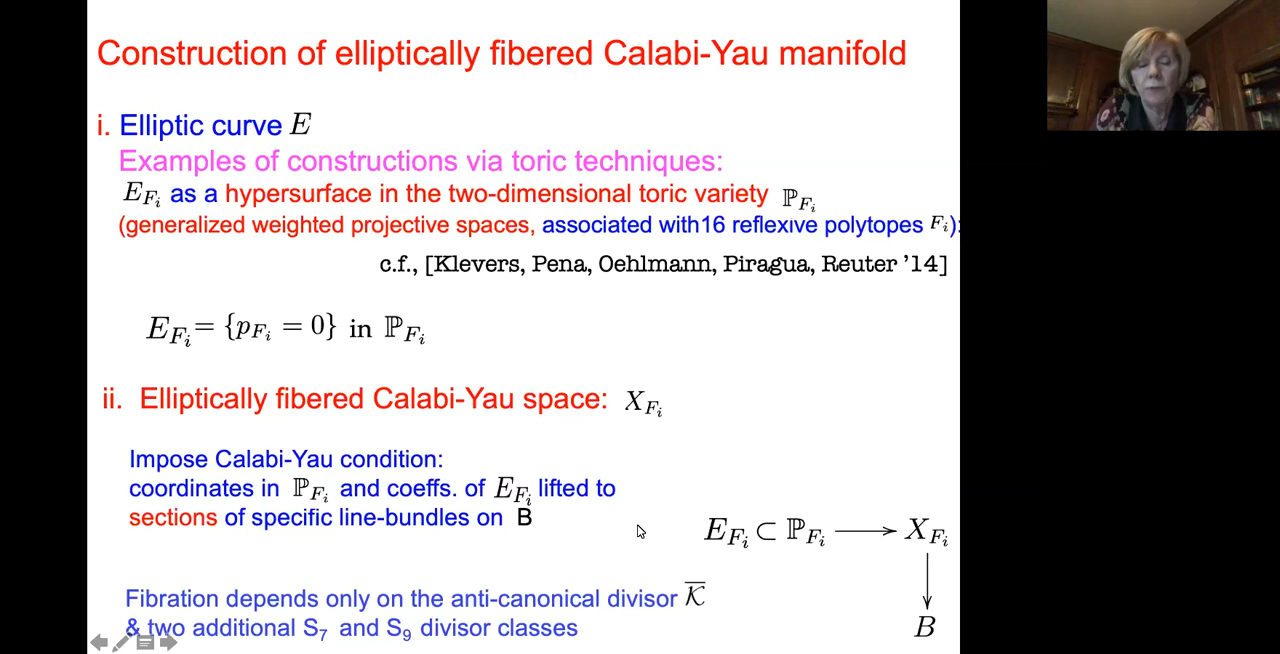 Construction of elliptically fibered Calabi-Yau manifold
i. Elliptic curve E
Examples of constructions via toric techniques:
E_{F_i} as a hypersurface in the two-dimensional toric variety ℙ_{F_i}
(generalized weighted projective spaces, associated with16 reflexive polytopes F_i):
c.f., [Klevers, Pena, Oehlmann, Piragua, Reuter ’14]
E_{F_i} = {p_{F_i} = 0} in ℙ_{F_i}
ii. Elliptically fibered Calabi-Yau space: X_{F_i}
Impose Calabi-Yau condition:
coordinates in ℙ_{F_i} and coeffs. of E_{F_i} lifted to
sections of specific line-bundles on B
E_{F_i} ⊂ ℙ_{F_i} ⟶ X_{F_i}
↓
B
Fibration depends only on the anti-canonical divisor \overline{K}
& two additional S₇ and S₉ divisor classes